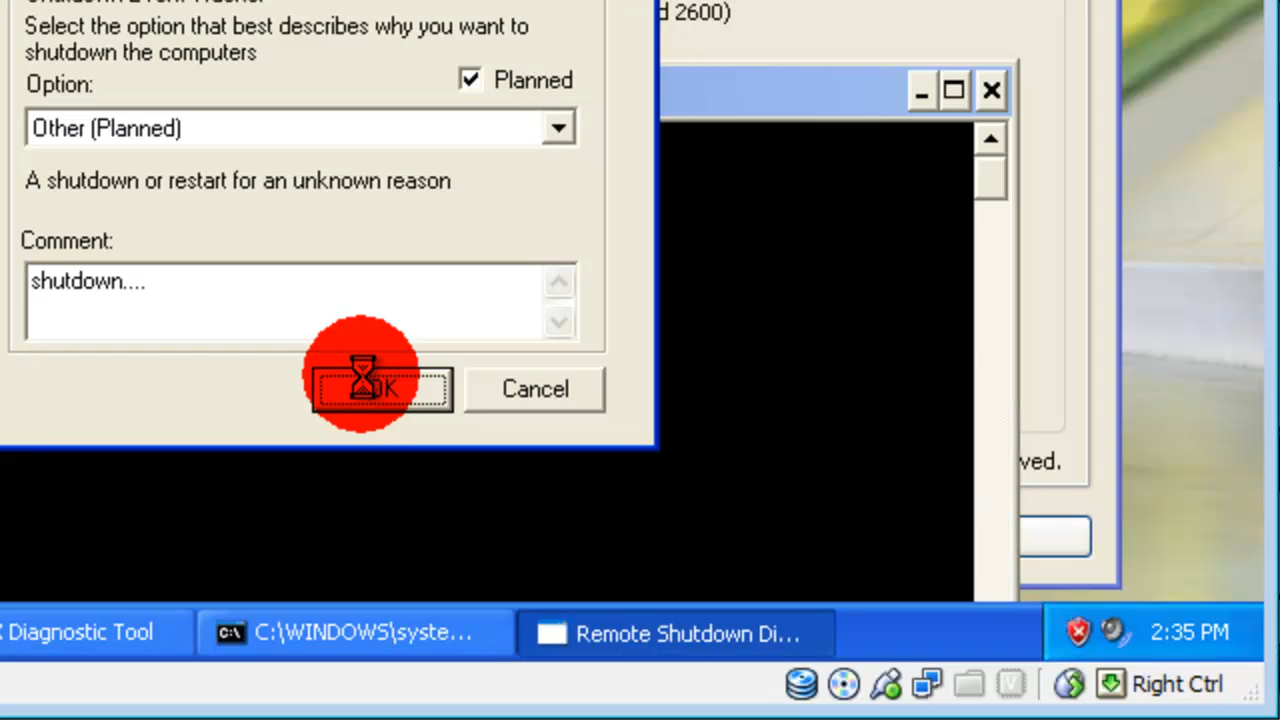 Select the option that best describes why you want to
shutdown the computers
Option:
Planned
Other (Planned)
A shutdown or restart for an unknown reason
Comment:
shutdown....
OK
Cancel
d 2600)
ved.
X Diagnostic Tool
C:\WINDOWS\syste...
Remote Shutdown Di...
2:35 PM
Right Ctrl